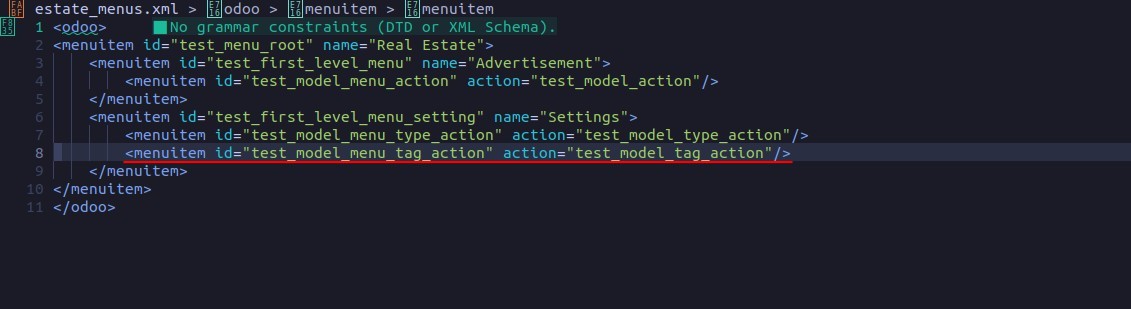 estate_menus.xml > odoo > menuitem > menuitem
1 <odoo> No grammar constraints (DTD or XML Schema).
2 <menuitem id="test_menu_root" name="Real Estate">
3 <menuitem id="test_first_level_menu" name="Advertisement">
4 <menuitem id="test_model_menu_action" action="test_model_action"/>
5 </menuitem>
6 <menuitem id="test_first_level_menu_setting" name="Settings">
7 <menuitem id="test_model_menu_type_action" action="test_model_type_action"/>
8 <menuitem id="test_model_menu_tag_action" action="test_model_tag_action"/>
9 </menuitem>
10 </menuitem>
11 </odoo>